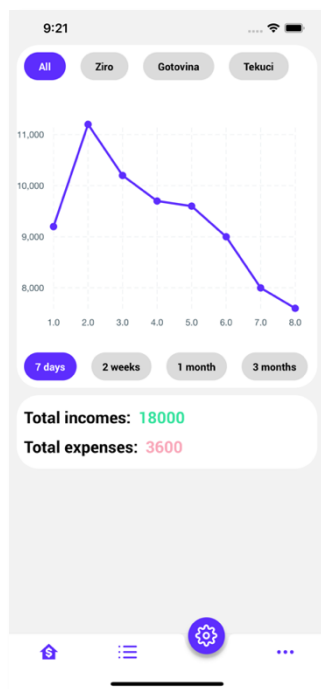 9:21
All Ziro Gotovina Tekuci
11,000
10,000
9,000
8,000
1.0 2.0 3.0 4.0 5.0 6.0 7.0 8.0
7 days 2 weeks 1 month 3 months
Total incomes: 18000
Total expenses: 3600